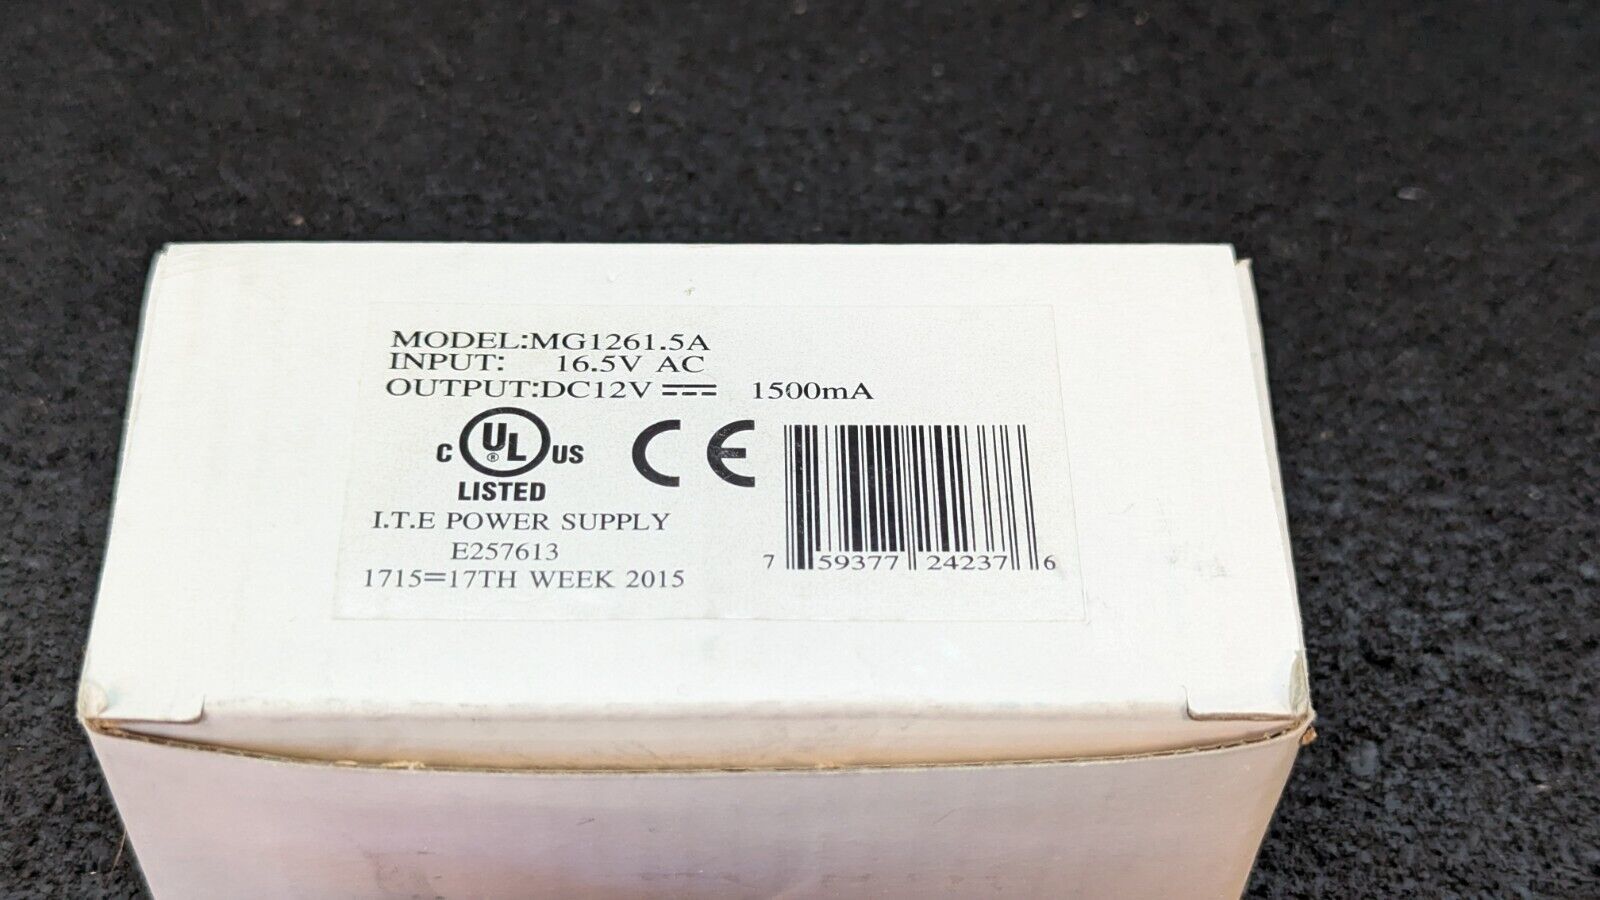 MODEL:MG1261.5A
INPUT: 16.5V AC
OUTPUT:DC12V ⎓ 1500mA
C UL ® US
LISTED
CE
I.T.E POWER SUPPLY
E257613
1715=17TH WEEK 2015
7 59377 24237 6